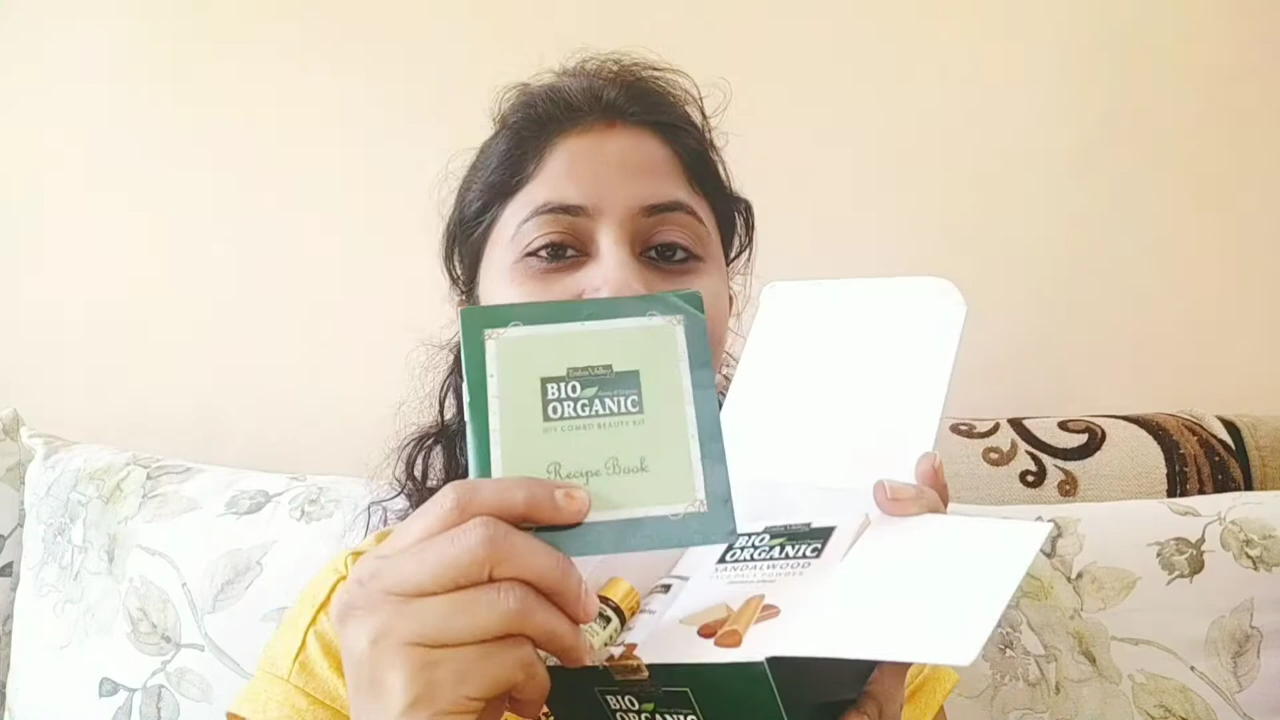 Indus Valley
BIO
ORGANIC
DIY COMBO BEAUTY KIT
Recipe Book
Indus Valley
BIO
ORGANIC
SANDALWOOD
FACE PACK POWDER
BIO
ORGANIC